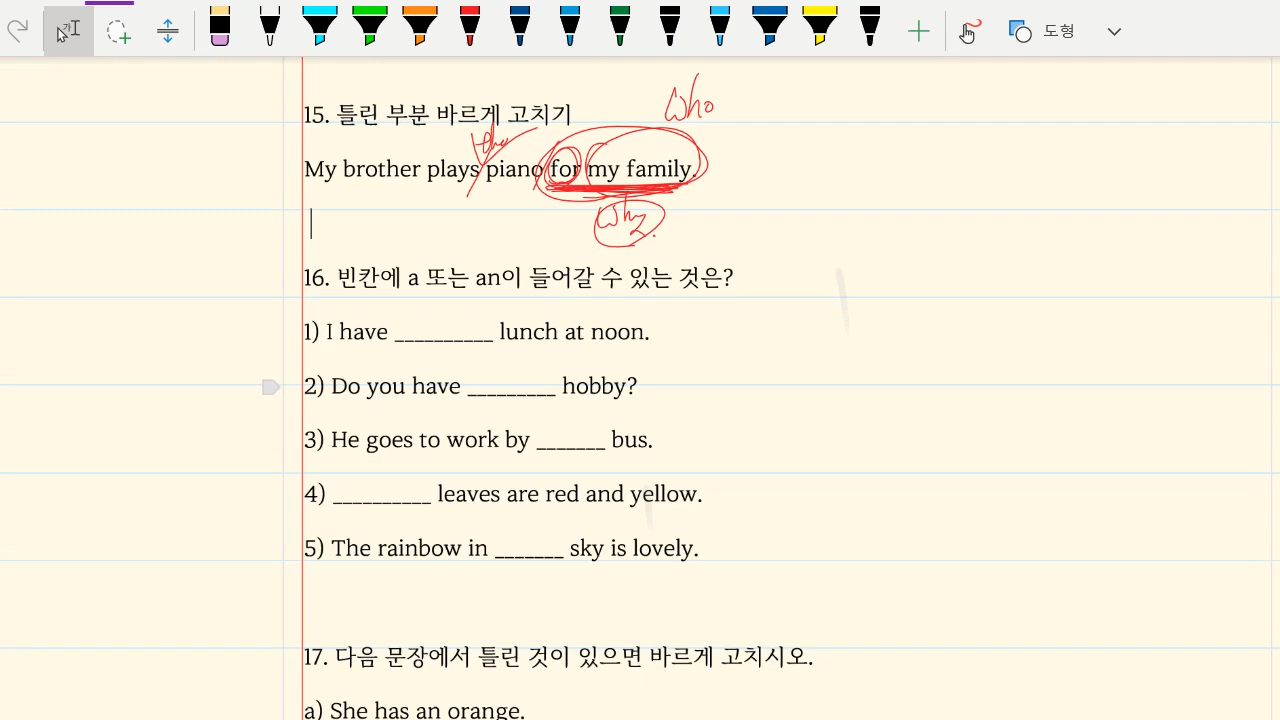 도형
Who
15. 틀린 부분 바르게 고치기
the
My brother plays piano for my family.
Why
16. 빈칸에 a 또는 an이 들어갈 수 있는 것은?
1) I have __________ lunch at noon.
2) Do you have _________ hobby?
3) He goes to work by _______ bus.
4) __________ leaves are red and yellow.
5) The rainbow in _______ sky is lovely.
17. 다음 문장에서 틀린 것이 있으면 바르게 고치시오.
a) She has an orange.